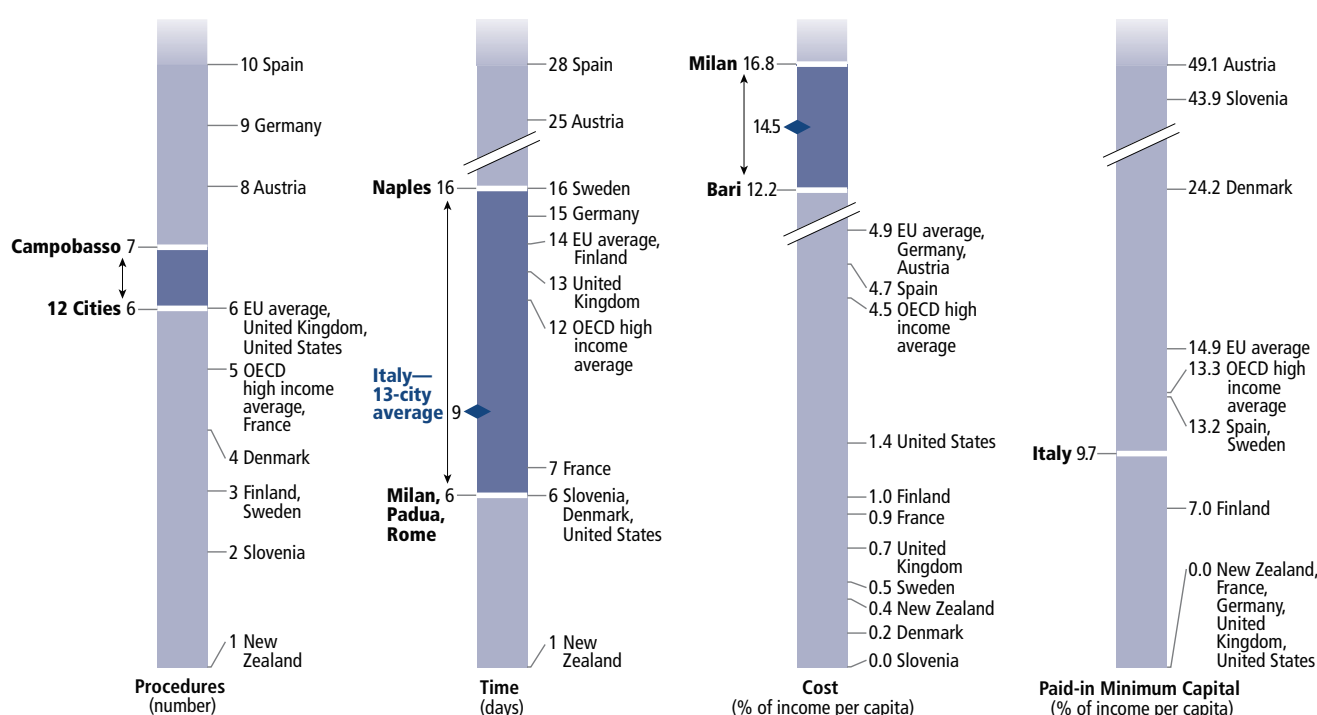 10 Spain
9 Germany
8 Austria
Campobasso 7
12 Cities 6
6 EU average,
United Kingdom,
United States
5 OECD
high income
average,
France
4 Denmark
3 Finland,
Sweden
2 Slovenia
1 New
Zealand
Procedures
(number)
28 Spain
25 Austria
Naples 16
16 Sweden
15 Germany
14 EU average,
Finland
13 United
Kingdom
12 OECD high
income
average
Italy—
13-city
average 9
7 France
Milan, 6
Padua,
Rome
6 Slovenia,
Denmark,
United States
1 New
Zealand
Time
(days)
Milan 16.8
14.5
Bari 12.2
4.9 EU average,
Germany,
Austria
4.7 Spain
4.5 OECD high
income
average
1.4 United States
1.0 Finland
0.9 France
0.7 United
Kingdom
0.5 Sweden
0.4 New Zealand
0.2 Denmark
0.0 Slovenia
Cost
(% of income per capita)
49.1 Austria
43.9 Slovenia
24.2 Denmark
14.9 EU average
13.3 OECD high
income
average
13.2 Spain,
Sweden
Italy 9.7
7.0 Finland
0.0 New Zealand,
France,
Germany,
United
Kingdom,
United States
Paid-in Minimum Capital
(% of income per capita)